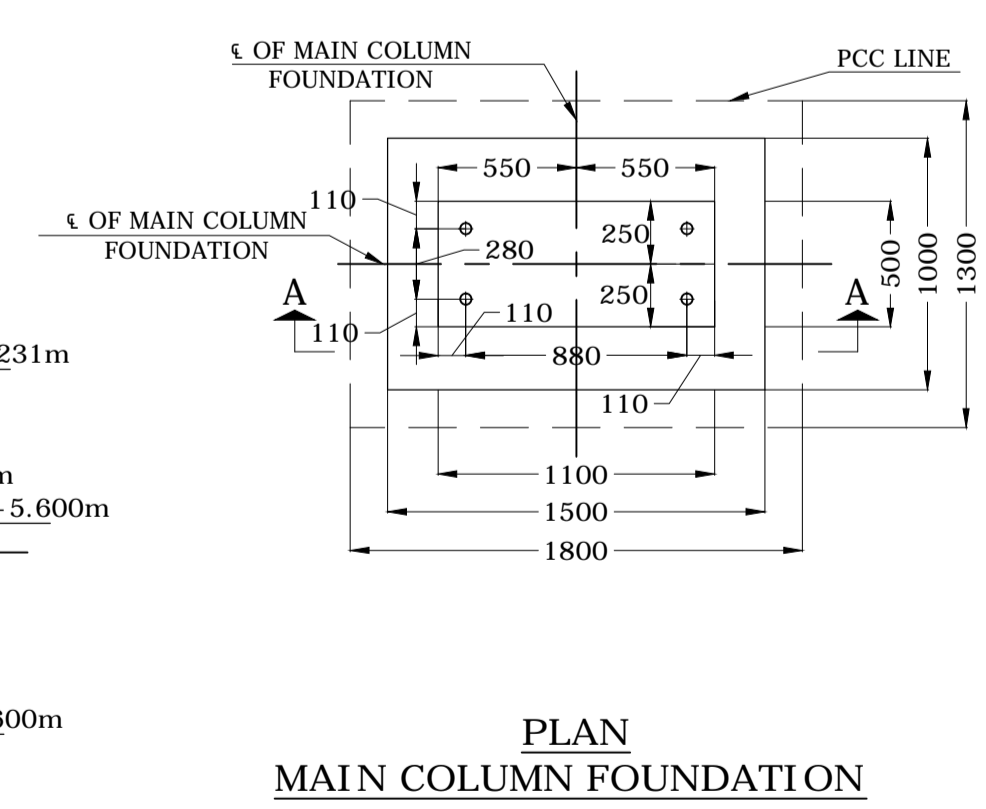 ℄ OF MAIN COLUMN
FOUNDATION
PCC LINE
550
550
110
℄ OF MAIN COLUMN
FOUNDATION
280
250
250
500
1000
1300
A
A
110
110
880
231m
110
1100
m
-5.600m
1500
1800
600m
PLAN
MAIN COLUMN FOUNDATION